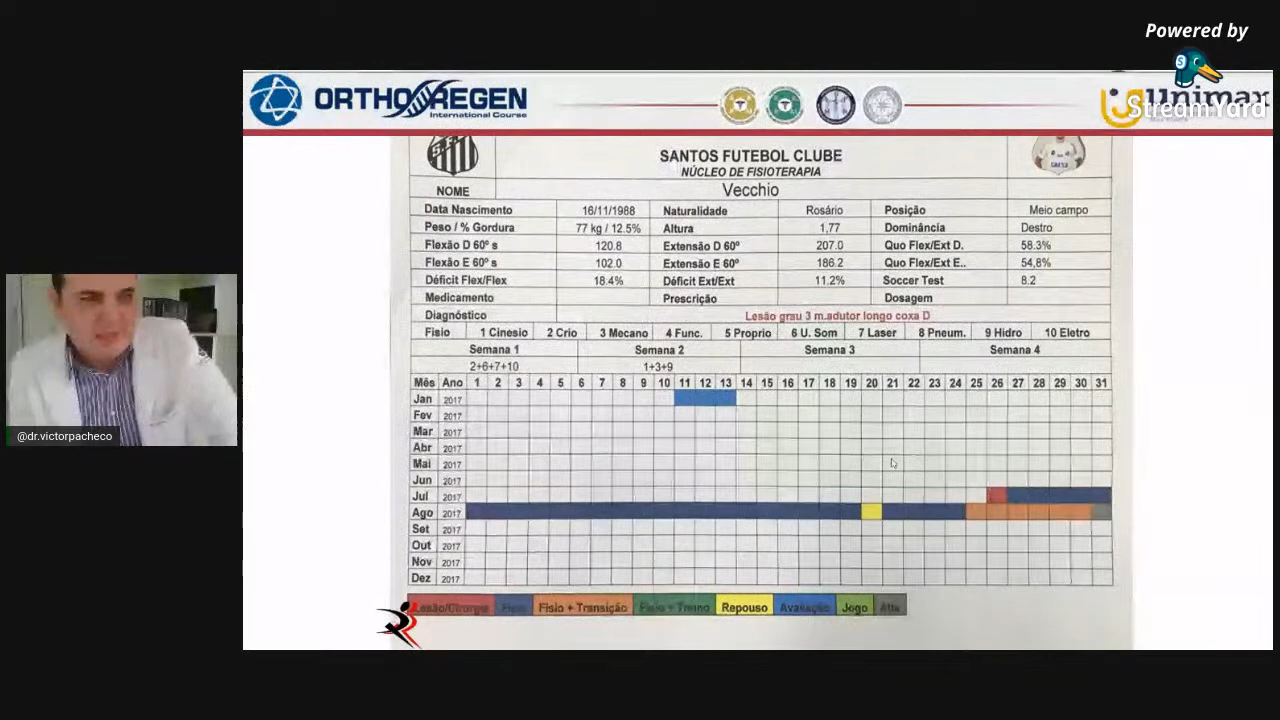 Powered by
StreamYard
ORTHOREGEN
International Course
Unimax
SANTOS FUTEBOL CLUBE
NÚCLEO DE FISIOTERAPIA
NOME Vecchio
Data Nascimento 16/11/1988 Naturalidade Rosário Posição Meio campo
Peso / % Gordura 77 kg / 12.5% Altura 1,77 Dominância Destro
Flexão D 60º s 120.8 Extensão D 60º 207.0 Quo Flex/Ext D. 58.3%
Flexão E 60º s 102.0 Extensão E 60º 186.2 Quo Flex/Ext E.. 54,8%
Déficit Flex/Flex 18.4% Déficit Ext/Ext 11.2% Soccer Test 8.2
Medicamento Prescrição Dosagem
Diagnóstico Lesão grau 3 m.adutor longo coxa D
Fisio 1 Cinesio 2 Crio 3 Mecano 4 Func. 5 Proprio 6 U. Som 7 Laser 8 Pneum. 9 Hidro 10 Eletro
Semana 1 Semana 2 Semana 3 Semana 4
2+6+7+10 1+3+9
Mês Ano 1 2 3 4 5 6 7 8 9 10 11 12 13 14 15 16 17 18 19 20 21 22 23 24 25 26 27 28 29 30 31
Jan 2017
Fev 2017
Mar 2017
Abr 2017
Mai 2017
Jun 2017
Jul 2017
Ago 2017
Set 2017
Out 2017
Nov 2017
Dez 2017
Lesão/Cirurgia Fisio Fisio + Transição Fisio + Treino Repouso Avaliação Jogo Alta
@dr.victorpacheco